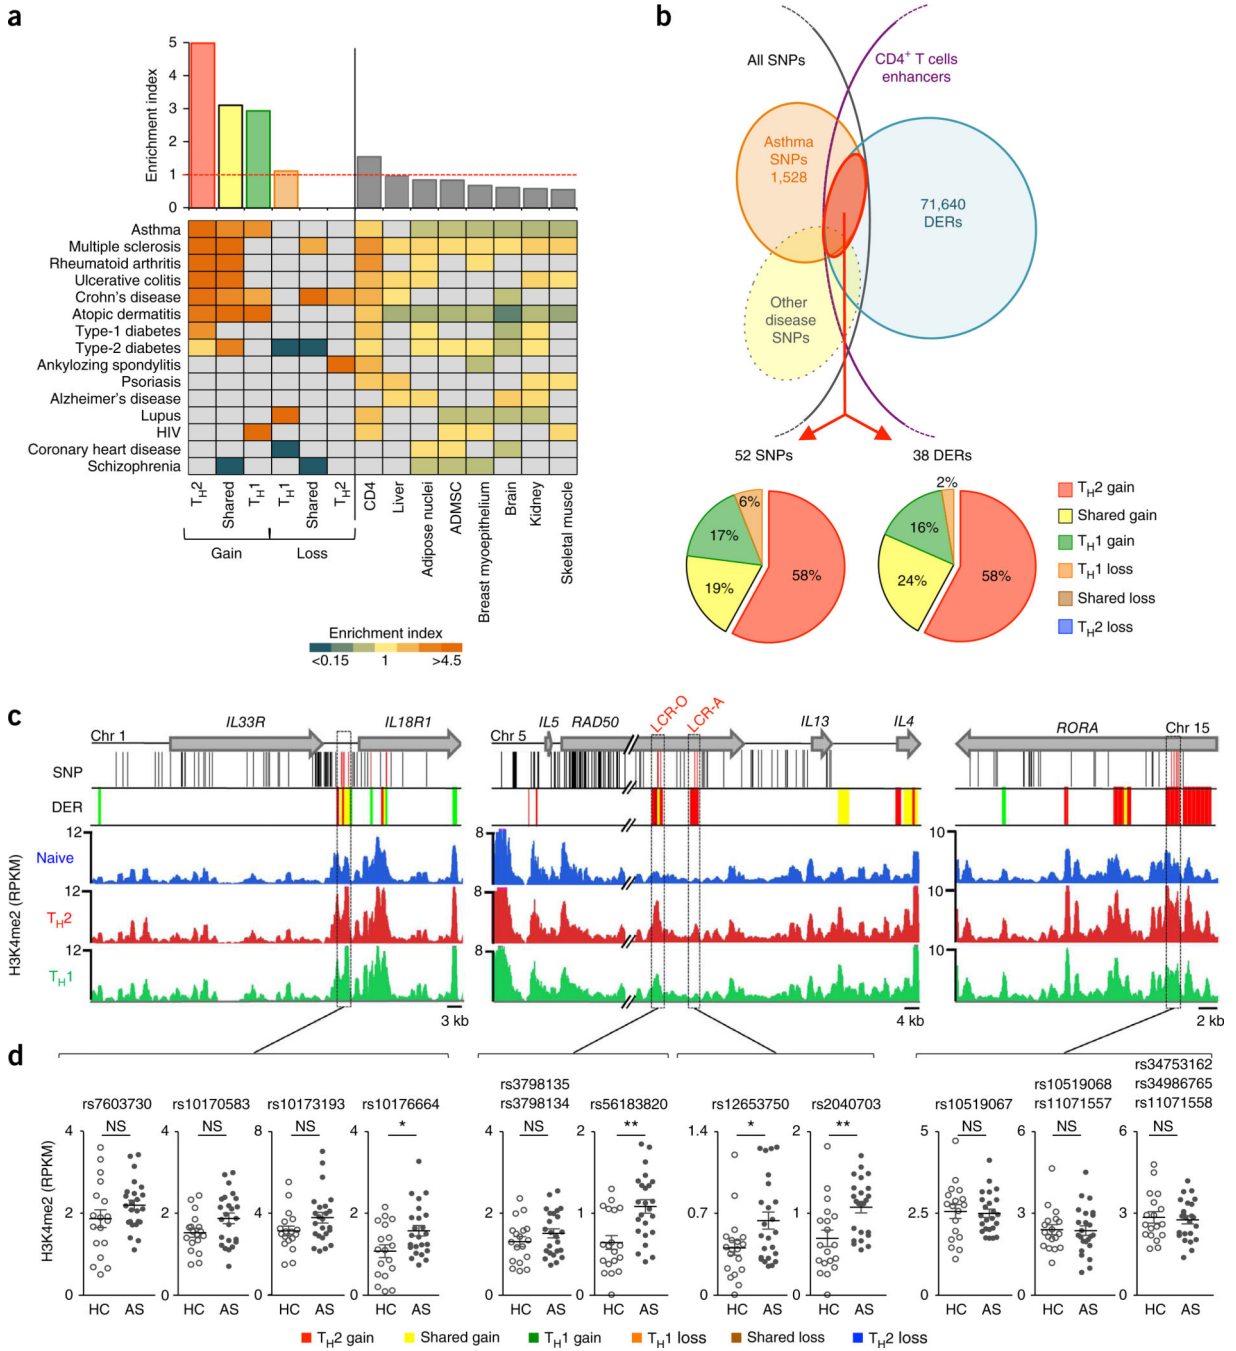 a
Enrichment index
5
4
3
2
1
0
Asthma
Multiple sclerosis
Rheumatoid arthritis
Ulcerative colitis
Crohn's disease
Atopic dermatitis
Type-1 diabetes
Type-2 diabetes
Ankylozing spondylitis
Psoriasis
Alzheimer's disease
Lupus
HIV
Coronary heart disease
Schizophrenia
TH2
Shared
TH1
TH1
Shared
TH2
CD4
Liver
Adipose nuclei
ADMSC
Breast myoepithelium
Brain
Kidney
Skeletal muscle
Gain
Loss
Enrichment index
<0.15 1 >4.5
b
All SNPs
CD4+ T cells
enhancers
Asthma
SNPs
1,528
71,640
DERs
Other
disease
SNPs
52 SNPs
38 DERs
6%
17%
19%
58%
2%
16%
24%
58%
TH2 gain
Shared gain
TH1 gain
TH1 loss
Shared loss
TH2 loss
c
Chr 1
IL33R
IL18R1
Chr 5
IL5
RAD50
LCR-O
LCR-A
IL13
IL4
RORA
Chr 15
SNP
DER
H3K4me2 (RPKM)
Naive
TH2
TH1
12
12
12
8
8
8
10
10
10
3 kb
4 kb
2 kb
d
H3K4me2 (RPKM)
rs7603730
NS
4
2
0
HC AS
rs10170583
NS
4
2
0
HC AS
rs10173193
NS
8
4
0
HC AS
rs10176664
*
4
2
0
HC AS
rs3798135
rs3798134
NS
4
2
0
HC AS
rs56183820
**
2
1
0
HC AS
rs12653750
*
1.4
0.7
0
HC AS
rs2040703
**
2
1
0
HC AS
rs10519067
NS
5
2.5
0
HC AS
rs10519068
rs11071557
NS
6
3
0
HC AS
rs34753162
rs34986765
rs11071558
NS
6
3
0
HC AS
TH2 gain
Shared gain
TH1 gain
TH1 loss
Shared loss
TH2 loss